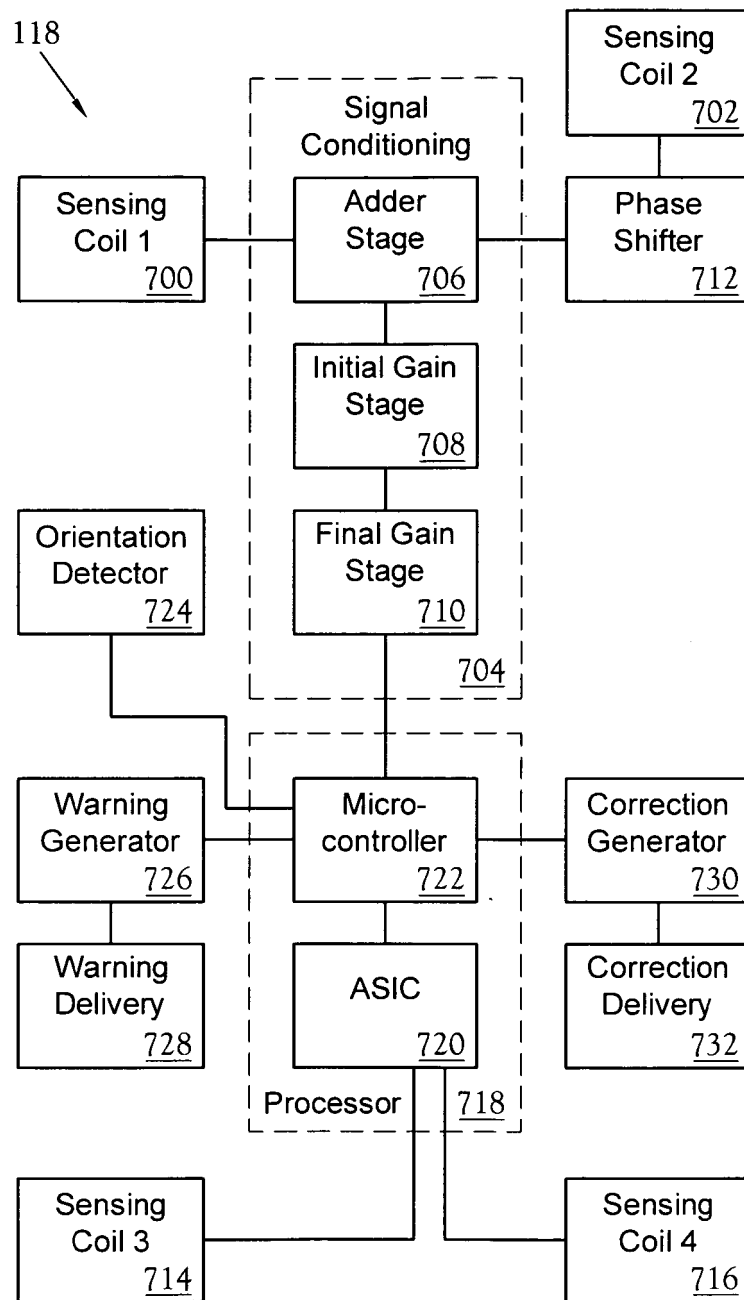 118
Sensing
Coil 2
702
Signal
Conditioning
Sensing
Coil 1
700
Adder
Stage
706
Phase
Shifter
712
Initial Gain
Stage
708
Orientation
Detector
724
Final Gain
Stage
710
704
Warning
Generator
726
Micro-
controller
722
Correction
Generator
730
Warning
Delivery
728
ASIC
720
Correction
Delivery
732
Processor
718
Sensing
Coil 3
714
Sensing
Coil 4
716